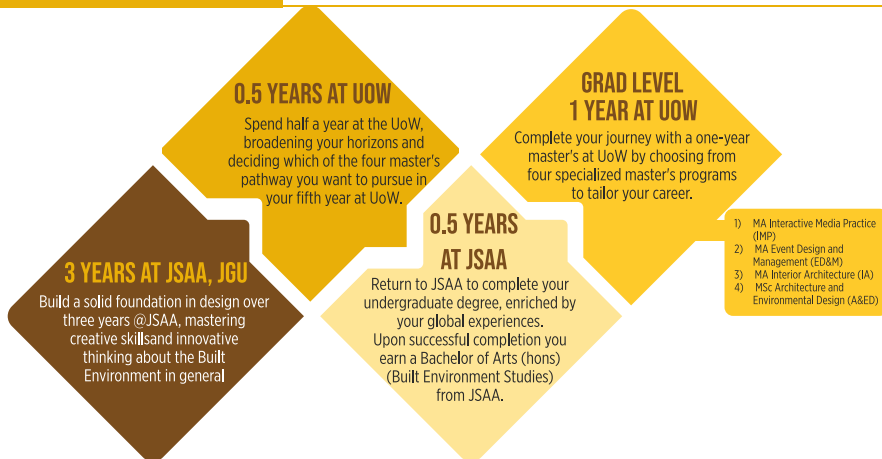 3 YEARS AT JSAA, JGU
Build a solid foundation in design over
three years @JSAA, mastering
creative skillsand innovative
thinking about the Built
Environment in general
0.5 YEARS AT UOW
Spend half a year at the UoW,
broadening your horizons and
deciding which of the four master's
pathway you want to pursue in
your fifth year at UoW.
0.5 YEARS
AT JSAA
Return to JSAA to complete your
undergraduate degree, enriched by
your global experiences.
Upon successful completion you
earn a Bachelor of Arts (hons)
(Built Environment Studies)
from JSAA.
GRAD LEVEL
1 YEAR AT UOW
Complete your journey with a one-year
master's at UoW by choosing from
four specialized master's programs
to tailor your career.
1) MA Interactive Media Practice
(IMP)
2) MA Event Design and
Management (ED&M)
3) MA Interior Architecture (IA)
4) MSc Architecture and
Environmental Design (A&ED)